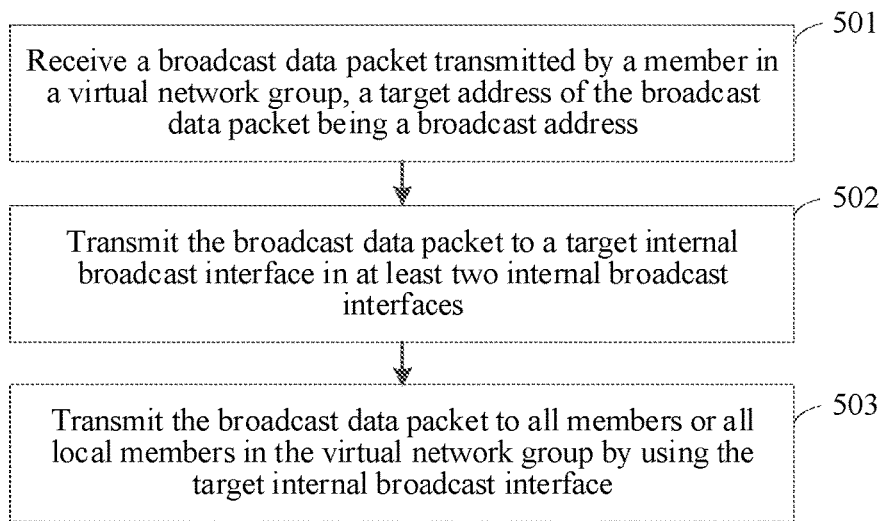 501
Receive a broadcast data packet transmitted by a member in
a virtual network group, a target address of the broadcast
data packet being a broadcast address
502
Transmit the broadcast data packet to a target internal
broadcast interface in at least two internal broadcast
interfaces
503
Transmit the broadcast data packet to all members or all
local members in the virtual network group by using the
target internal broadcast interface